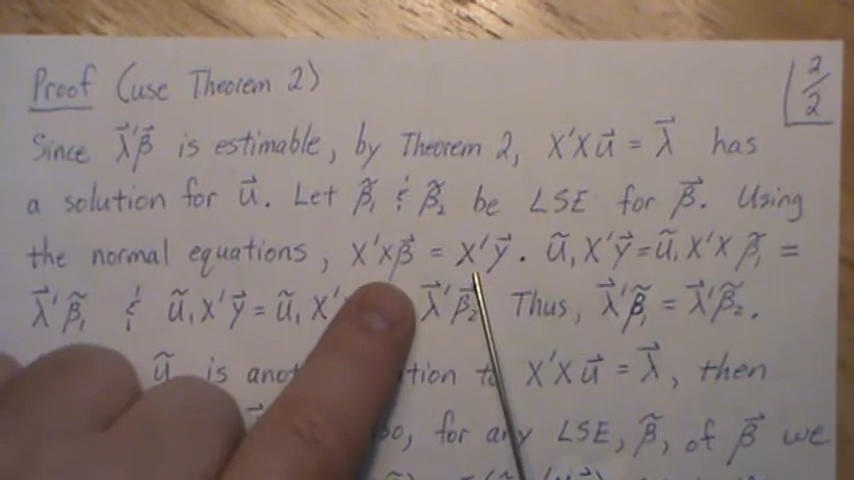 Proof (use Theorem 2)
2/2
Since λ⃗'β⃗ is estimable, by Theorem 2, X'Xu⃗ = λ⃗ has
a solution for u⃗. Let β̃₁ & β̃₂ be LSE for β⃗. Using
the normal equations, X'Xβ⃗ = X'y⃗. ũ₁X'y⃗ = ũ₁X'Xβ̃₁ =
λ⃗'β̃₁ & ũ₁X'y⃗ = ũ₁X' λ⃗'β̃₂ Thus, λ⃗'β̃₁ = λ⃗'β̃₂.
ũ is to X'Xu⃗ = λ⃗, then
for any LSE, β̃, of β⃗ we